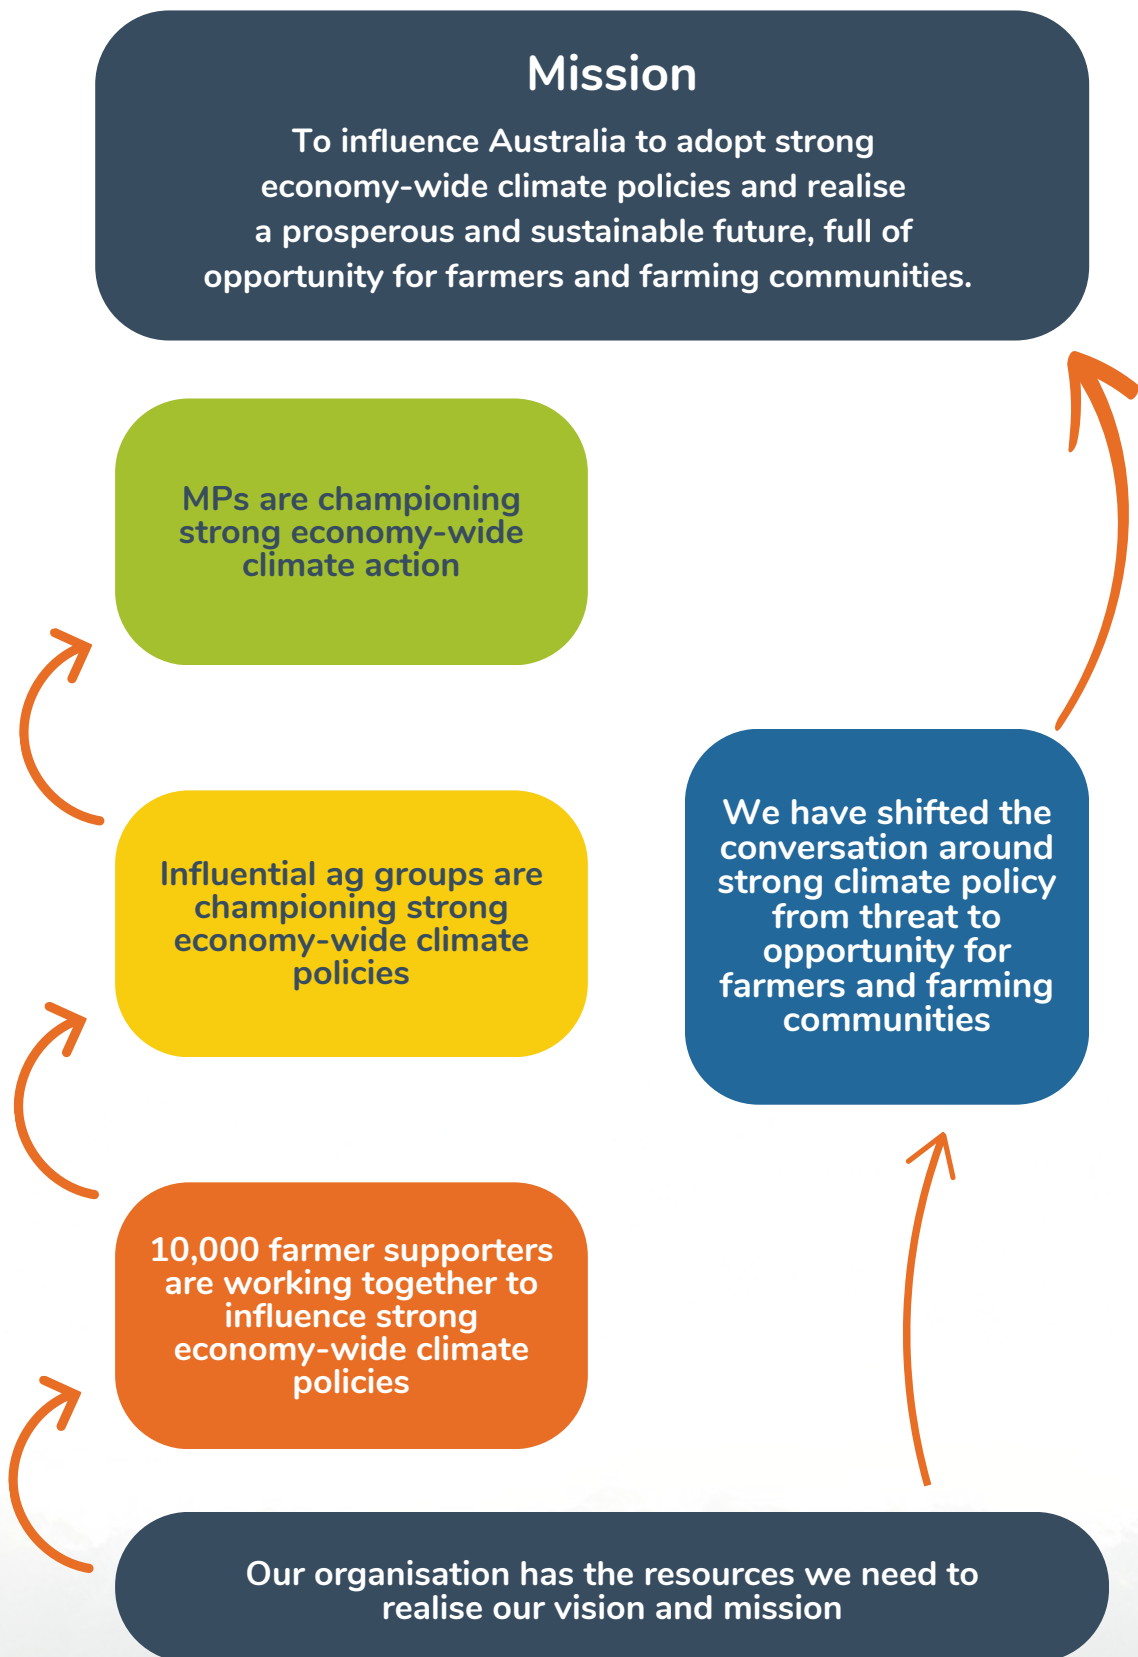 Mission
To influence Australia to adopt strong
economy-wide climate policies and realise
a prosperous and sustainable future, full of
opportunity for farmers and farming communities.
MPs are championing
strong economy-wide
climate action
Influential ag groups are
championing strong
economy-wide climate
policies
We have shifted the
conversation around
strong climate policy
from threat to
opportunity for
farmers and farming
communities
10,000 farmer supporters
are working together to
influence strong
economy-wide climate
policies
Our organisation has the resources we need to
realise our vision and mission